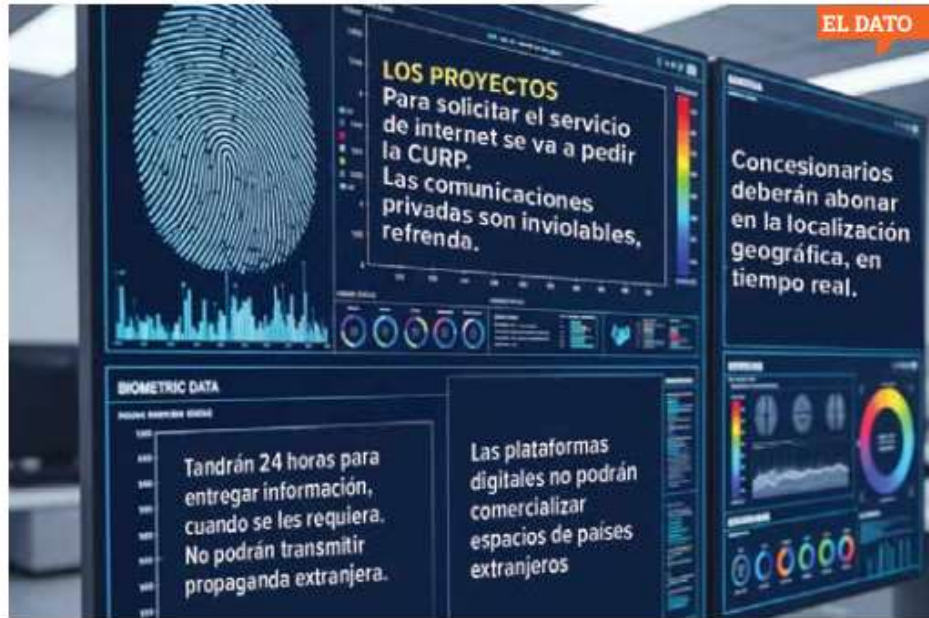 EL DATO
LOS PROYECTOS
Para solicitar el servicio
de internet se va a pedir
la CURP.
Las comunicaciones
privadas son inviolables,
refrenda.
Concesionarios
deberán abonar
en la localización
geográfica, en
tiempo real.
BIOMETRIC DATA
Tandrán 24 horas para
entregar información,
cuando se les requiera.
No podrán transmitir
propaganda extranjera.
Las plataformas
digitales no podrán
comercializar
espacios de países
extranjeros